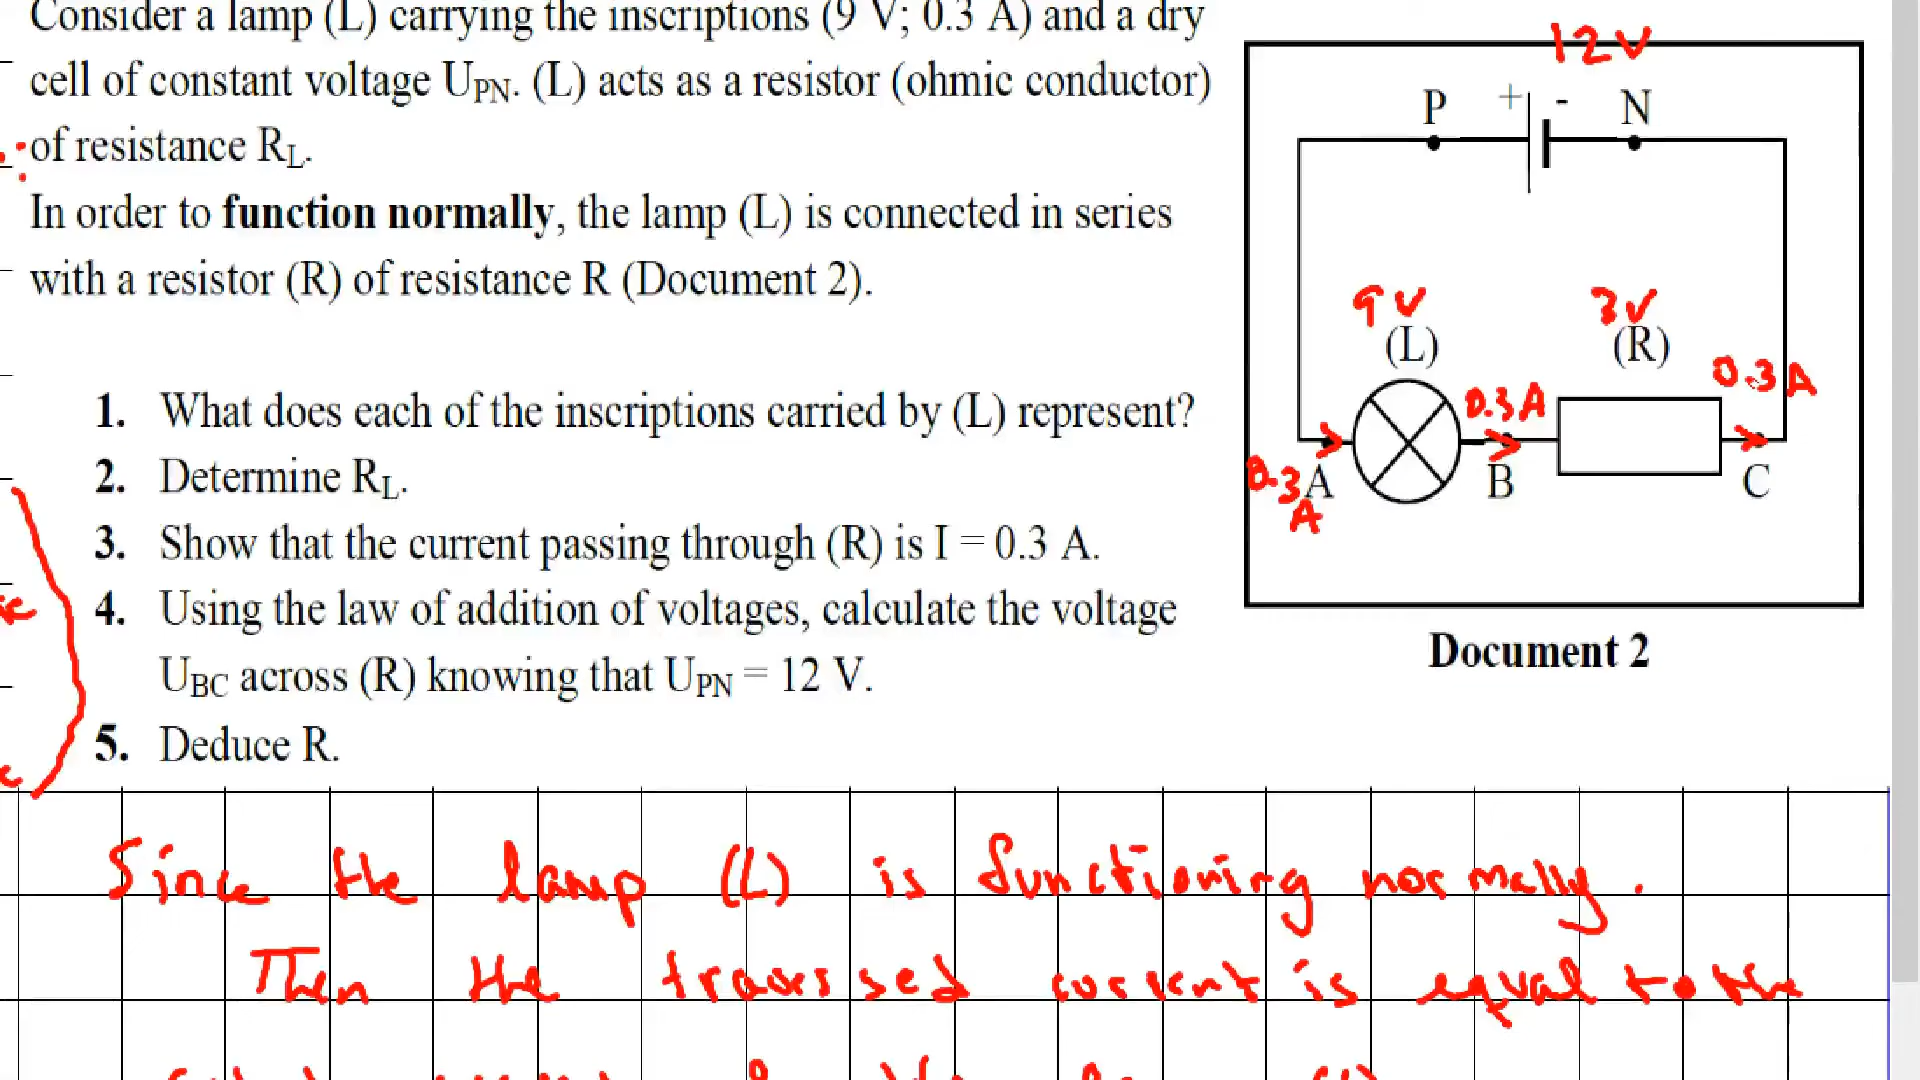 Consider a lamp (L) carrying the inscriptions (9 V; 0.3 A) and a dry
cell of constant voltage UPN. (L) acts as a resistor (ohmic conductor)
of resistance RL.
In order to function normally, the lamp (L) is connected in series
with a resistor (R) of resistance R (Document 2).
1. What does each of the inscriptions carried by (L) represent?
2. Determine RL.
3. Show that the current passing through (R) is I = 0.3 A.
4. Using the law of addition of voltages, calculate the voltage
UBC across (R) knowing that UPN = 12 V.
5. Deduce R.
12V
P + - N
9V 3V
(L) (R)
0.3A 0.3A
A B C
0.3
A
Document 2
Since the lamp (L) is functioning normally.
Then the traversed current is equal to the